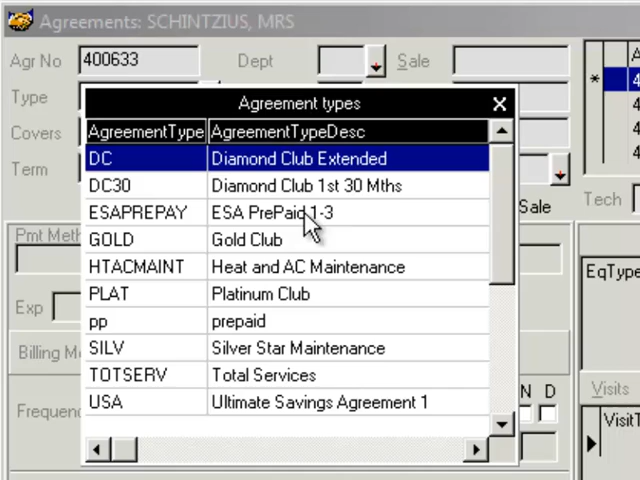 Agreements: SCHINTZIUS, MRS
Agr No 400633 Dept Sale
Type
Covers
Term
Agreement types X
AgreementType AgreementTypeDesc
DC Diamond Club Extended
DC30 Diamond Club 1st 30 Mths
ESAPREPAY ESA PrePaid 1-3
GOLD Gold Club
HTACMAINT Heat and AC Maintenance
PLAT Platinum Club
pp prepaid
SILV Silver Star Maintenance
TOTSERV Total Services
USA Ultimate Savings Agreement 1
Sale Tech
Pmt Meth
Exp
Billing M
Frequenc
N D
A
*
EqType
Visits
VisitT